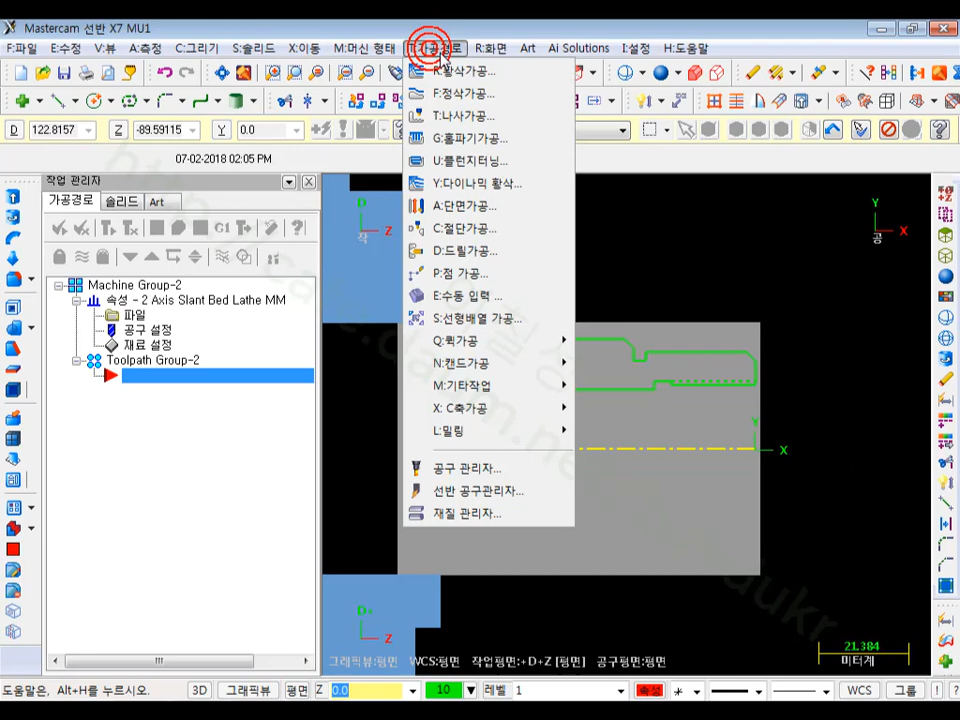 Mastercam 선반 X7 MU1
F:파일 E:수정 V:뷰 A:측정 C:그리기 S:솔리드 X:이동 M:머신 형태 T:가공경로 R:화면 Art Ai Solutions I:설정 H:도움말
D 122.8157 Z -89.59115 Y 0.0
07-02-2018 02:05 PM
작업 관리자
가공경로 솔리드 Art
G1
Machine Group-2
속성 - 2 Axis Slant Bed Lathe MM
파일
공구 설정
재료 설정
Toolpath Group-2
R:황삭가공...
F:정삭가공...
T:나사가공...
G:홈파기가공...
U:플런지터닝...
Y:다이나믹 황삭...
A:단면가공...
C:절단가공...
D:드릴가공...
P:점 가공...
E:수동 입력 ...
S:선형배열 가공...
Q:퀵가공
N:캔드가공
M:기타작업
X: C축가공
L:밀링
공구 관리자...
선반 공구관리자...
재질 관리자...
D
Z
작
Y
X
공
Y
X
D+
Z
21.384
미터계
그래픽뷰:평면 WCS:평면 작업평면:+D+Z [평면] 공구평면:평면
도움말은, Alt+H를 누르시오.
3D 그래픽뷰 평면 Z 0.0 10 레벨 1 속성 WCS 그룹 ! ?